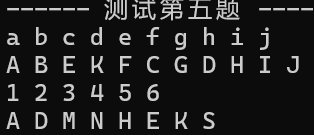 ------ 测试第五题 ----
a b c d e f g h i j
A B E K F C G D H I J
1 2 3 4 5 6
A D M N H E K S